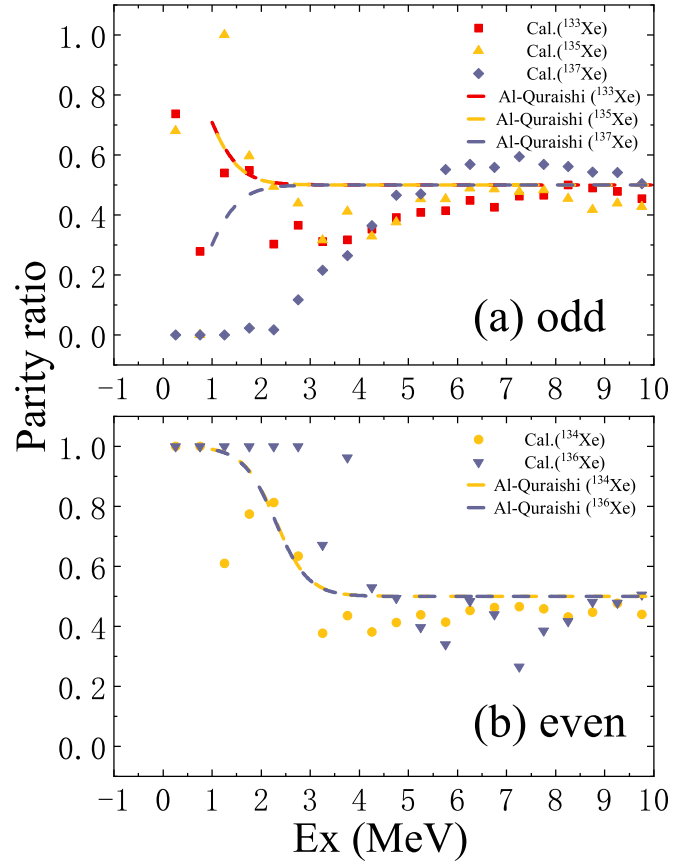 Parity ratio
1.0
0.8
0.6
0.4
0.2
0.0
Cal.(¹³³Xe)
Cal.(¹³⁵Xe)
Cal.(¹³⁷Xe)
Al-Quraishi (¹³³Xe)
Al-Quraishi (¹³⁵Xe)
Al-Quraishi (¹³⁷Xe)
(a) odd
-1 0 1 2 3 4 5 6 7 8 9 10
1.0
0.8
0.6
0.4
0.2
0.0
Cal.(¹³⁴Xe)
Cal.(¹³⁶Xe)
Al-Quraishi (¹³⁴Xe)
Al-Quraishi (¹³⁶Xe)
(b) even
-1 0 1 2 3 4 5 6 7 8 9 10
Ex (MeV)